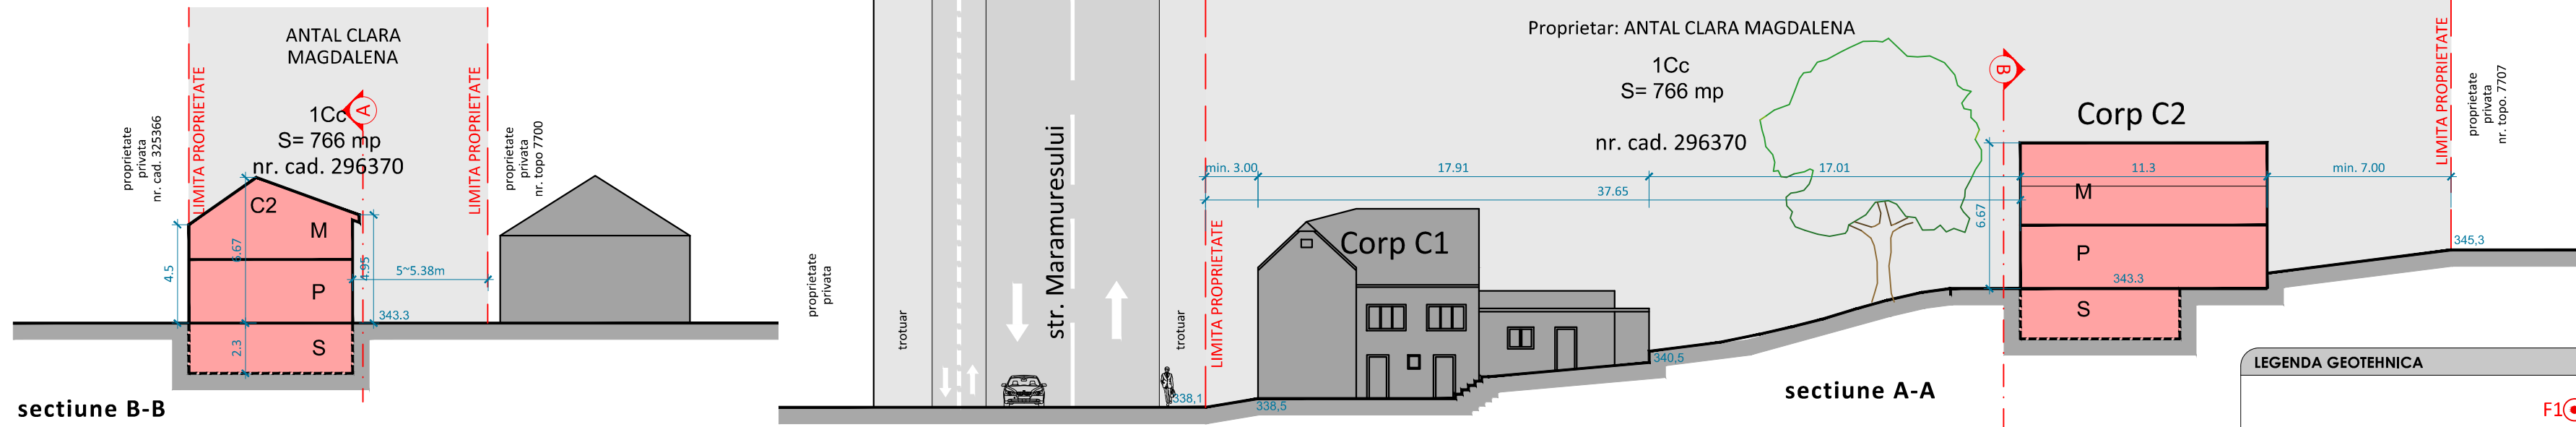 ANTAL CLARA
MAGDALENA
1Cc
S= 766 mp
nr. cad. 296370
A
LIMITA PROPRIETATE
LIMITA PROPRIETATE
proprietate
privata
nr. cad. 325366
proprietate
privata
nr. topo 7700
C2
M
P
S
4.5
6.67
4.95
2.3
5~5.38m
343.3
sectiune B-B
proprietate
privata
trotuar
str. Maramuresului
trotuar
LIMITA PROPRIETATE
Proprietar: ANTAL CLARA MAGDALENA
1Cc
S= 766 mp
nr. cad. 296370
B
Corp C2
min. 3.00
17.91
17.01
11.3
min. 7.00
37.65
6.67
Corp C1
M
P
343.3
S
338,1
338,5
340,5
345,3
LIMITA PROPRIETATE
proprietate
privata
nr. topo. 7707
sectiune A-A
LEGENDA GEOTEHNICA
F1